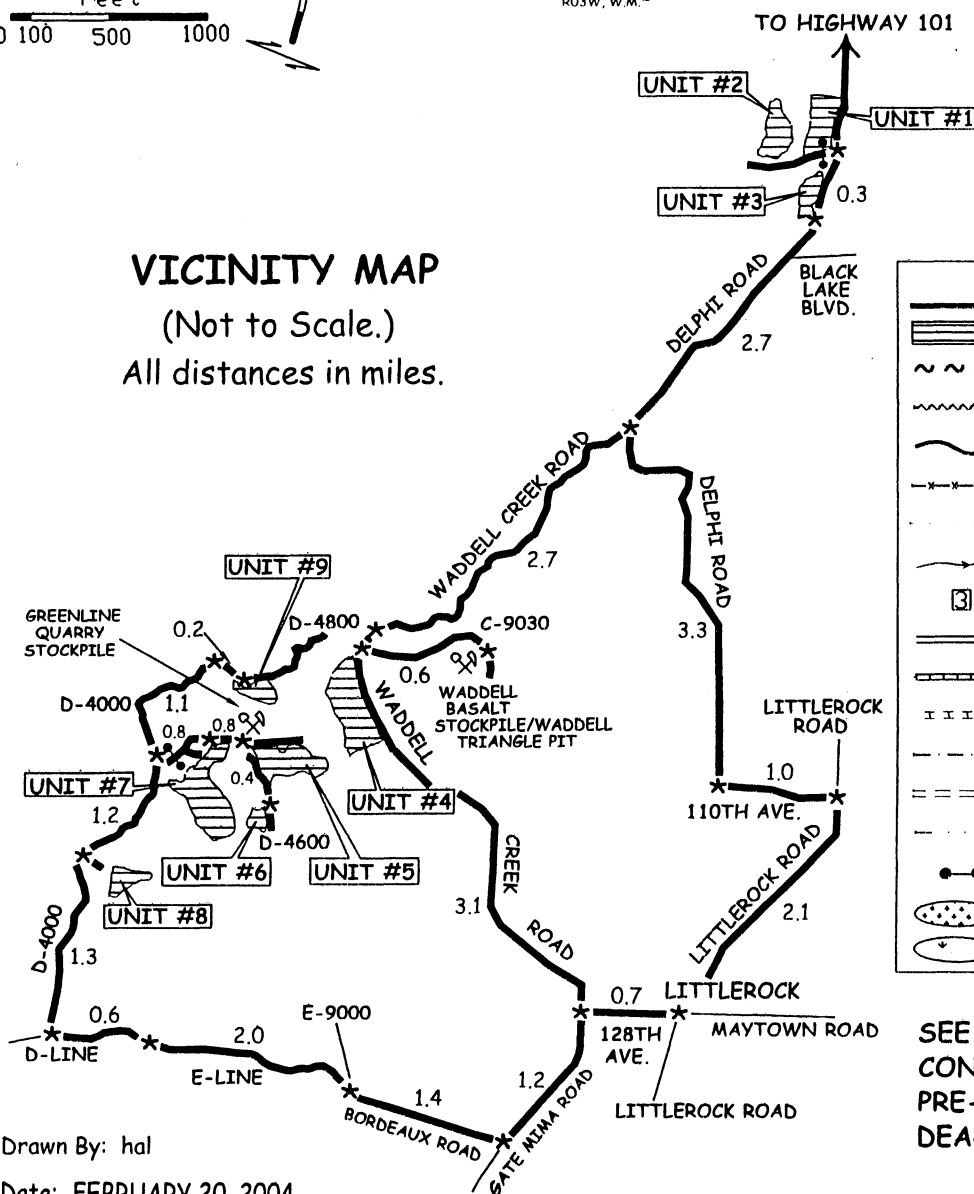 Feet
0 100 500 1000
R03W, W.M.
TO HIGHWAY 101
UNIT #2
UNIT #1
UNIT #3
0.3
VICINITY MAP
(Not to Scale.)
All distances in miles.
BLACK
LAKE
BLVD.
DELPHI ROAD
2.7
WADDELL CREEK ROAD
2.7
DELPHI ROAD
3.3
UNIT #9
GREENLINE
QUARRY
STOCKPILE
0.2
D-4800
C-9030
0.6
WADDELL
BASALT
STOCKPILE/WADDELL
TRIANGLE PIT
D-4000
1.1
0.8
0.8
WADDELL
LITTLEROCK
ROAD
UNIT #7
0.4
UNIT #4
1.0
110TH AVE.
1.2
D-4600
UNIT #6
UNIT #5
CREEK
UNIT #8
3.1
ROAD
LITTLEROCK ROAD
2.1
D-4000
1.3
0.6
D-LINE
2.0
E-LINE
E-9000
0.7
128TH
AVE.
LITTLEROCK
MAYTOWN ROAD
1.4
BORDEAUX ROAD
1.2
GATE MIMA ROAD
LITTLEROCK ROAD
3
SEE
CON
PRE-
DEA
Drawn By: hal
Date: FEBRUARY 20, 2004